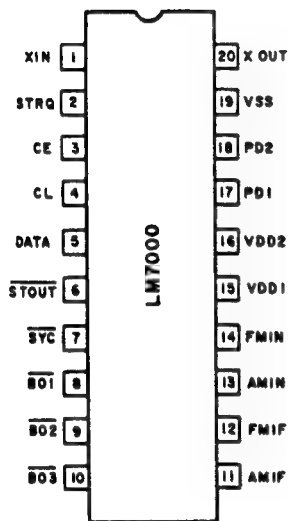 XIN 1 20 X OUT
STRQ 2 19 VSS
CE 3 18 PD2
CL 4 17 PD1
DATA 5 16 VDD2
STOUT 6 15 VDD1
SYC 7 14 FMIN
BO1 8 13 AMIN
BO2 9 12 FMIF
BO3 10 11 AMIF
LM7000